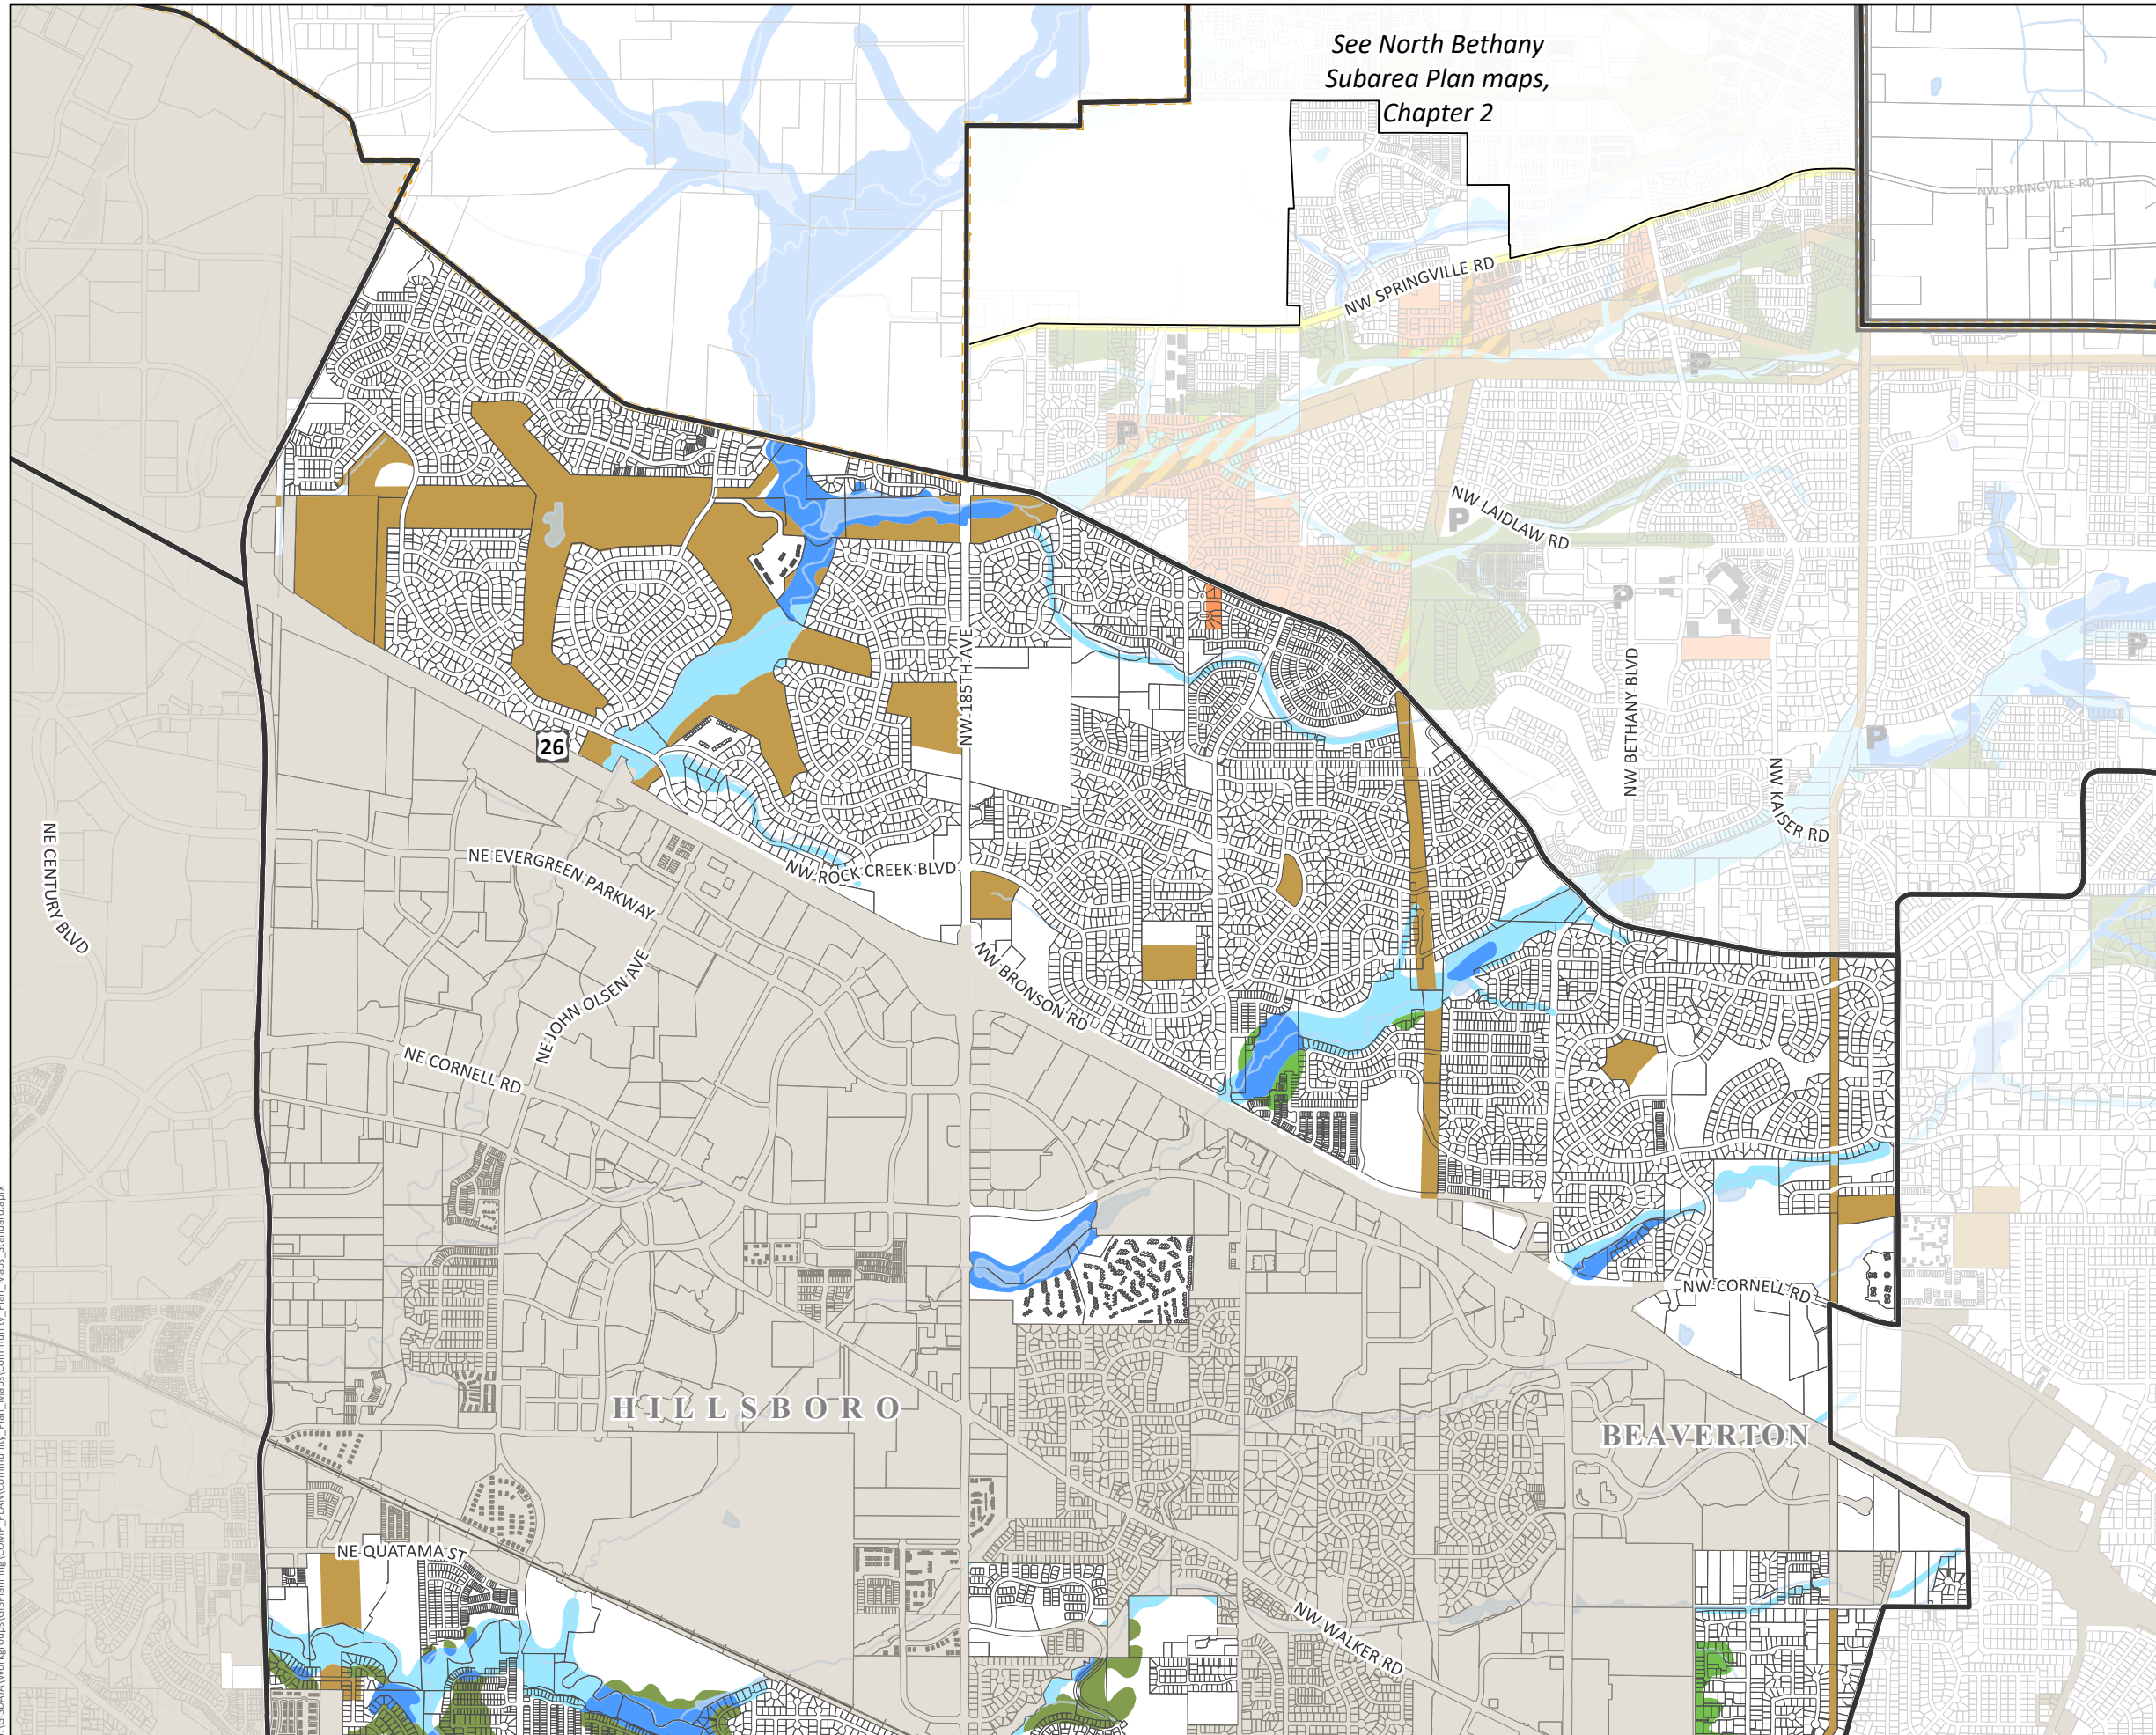 See North Bethany
Subarea Plan maps,
Chapter 2
NW SPRINGVILLE RD
NW SPRINGVILLE RD
P
P
NW LAIDLAW RD
P
P
P
P
NW BETHANY BLVD
NW KAISER RD
NW 185TH AVE
26
NE CENTURY BLVD
NE EVERGREEN PARKWAY
NW ROCK CREEK BLVD
NE JOHN OLSEN AVE
NW BRONSON RD
NE CORNELL RD
NW CORNELL RD
HILLSBORO
BEAVERTON
NE QUATAMA ST
NW WALKER RD